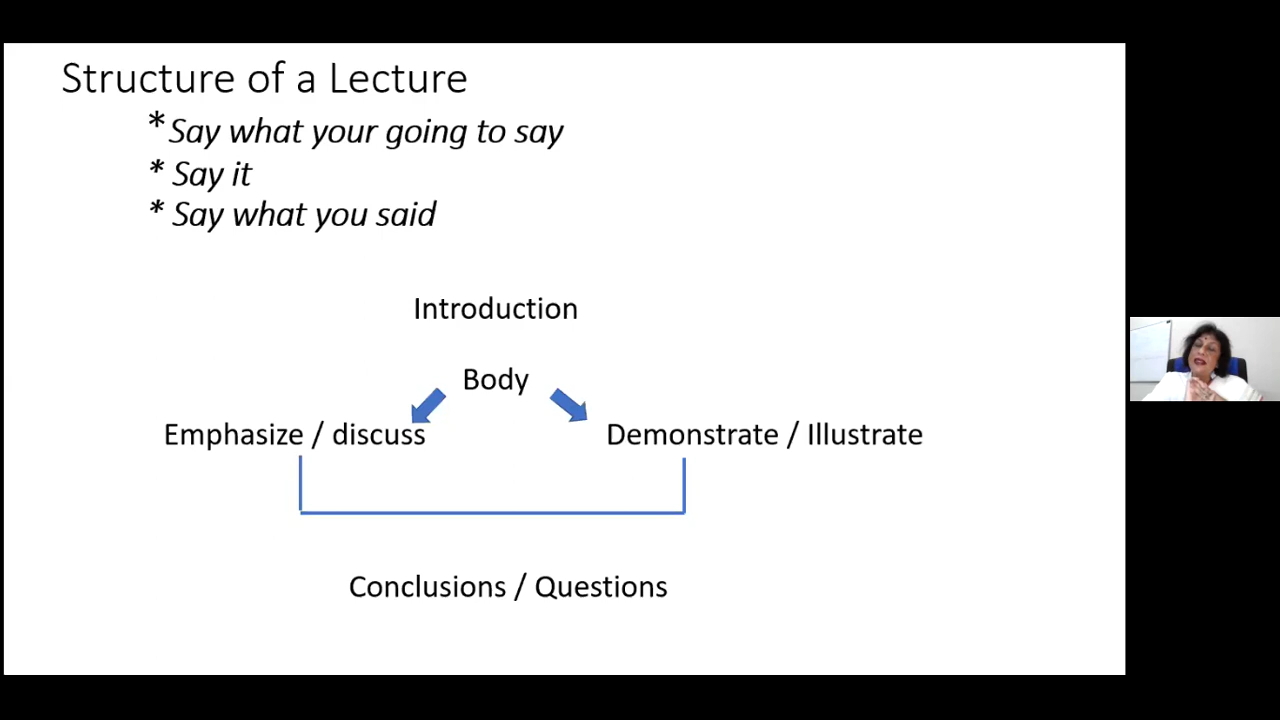 Structure of a Lecture
* Say what your going to say
* Say it
* Say what you said
Introduction
Body
Emphasize / discuss
Demonstrate / Illustrate
Conclusions / Questions